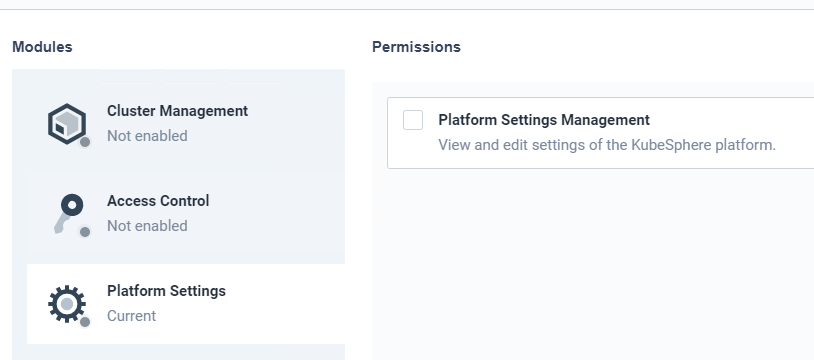 Modules
Permissions
Cluster Management
Not enabled
Platform Settings Management
View and edit settings of the KubeSphere platform.
Access Control
Not enabled
Platform Settings
Current